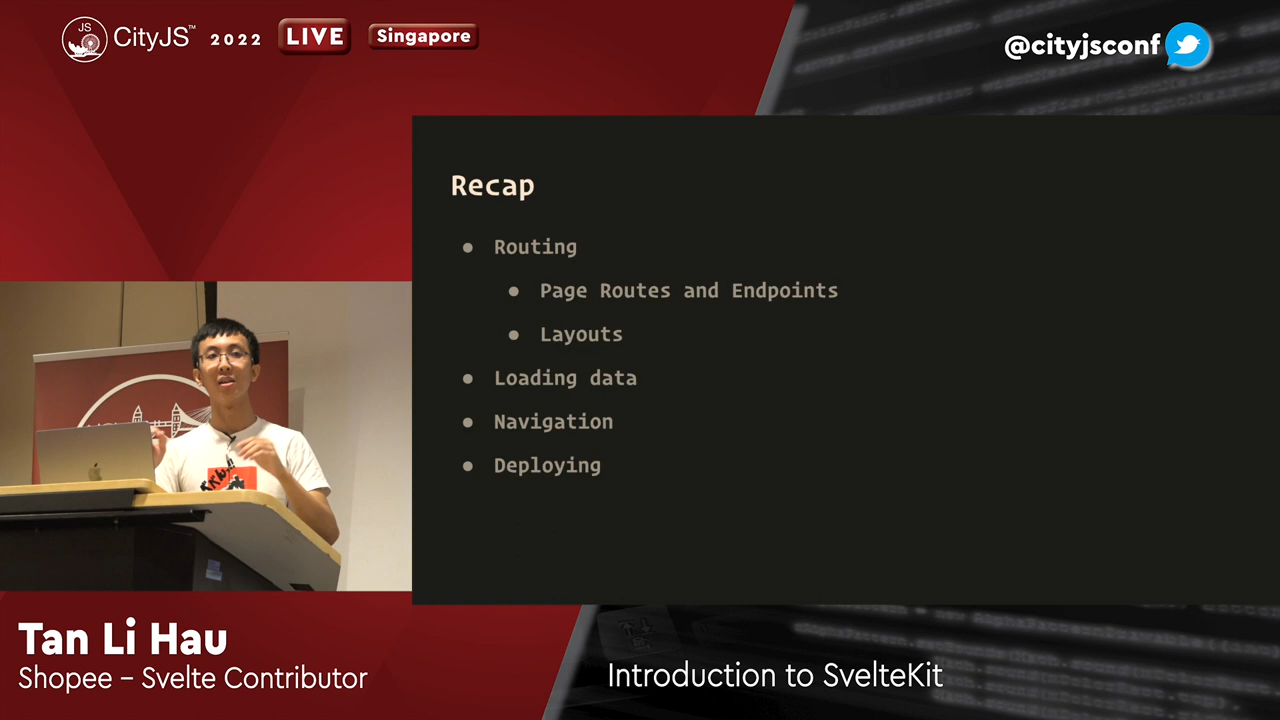 JS
CityJS™ 2022 LIVE Singapore
@cityjsconf
Recap
● Routing
● Page Routes and Endpoints
● Layouts
● Loading data
● Navigation
● Deploying
Tan Li Hau
Shopee – Svelte Contributor
Introduction to SvelteKit